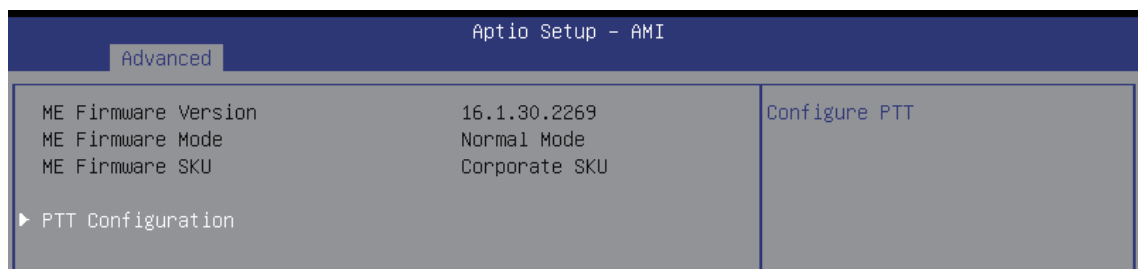 Aptio Setup – AMI
Advanced
ME Firmware Version 16.1.30.2269 Configure PTT
ME Firmware Mode Normal Mode
ME Firmware SKU Corporate SKU
► PTT Configuration